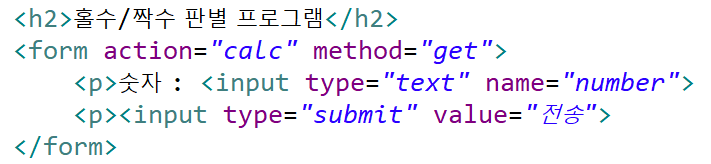 <h2>홀수/짝수 판별 프로그램</h2>
<form action="calc" method="get">
    <p>숫자 : <input type="text" name="number">
    <p><input type="submit" value="전송">
</form>